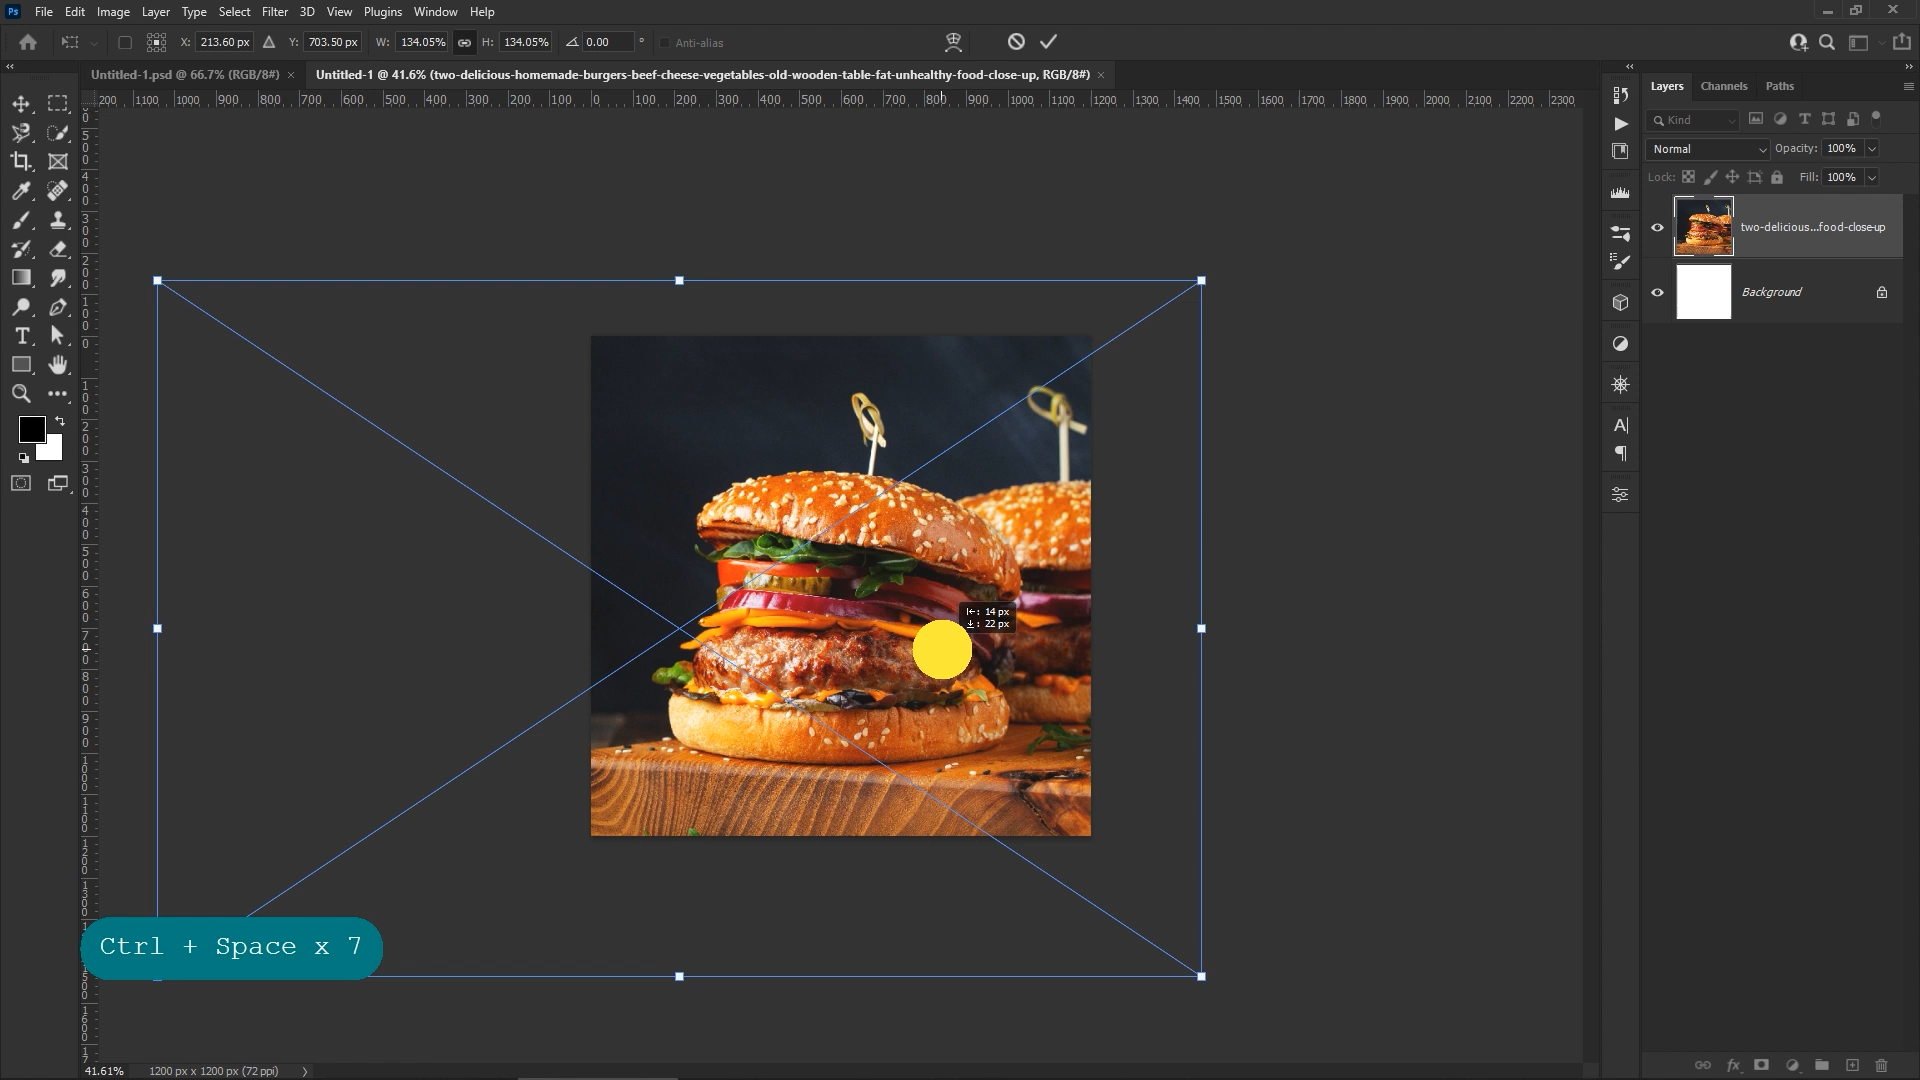 Ps File Edit Image Layer Type Select Filter 3D View Plugins Window Help
X: 213.60 px Y: 703.50 px W: 134.05% H: 134.05% 0.00 ° Anti-alias
Untitled-1.psd @ 66.7% (RGB/8#) × Untitled-1 @ 41.6% (two-delicious-homemade-burgers-beef-cheese-vegetables-old-wooden-table-fat-unhealthy-food-close-up, RGB/8#) ×
200 1100 1000 900 800 700 600 500 400 300 200 100 0 100 200 300 400 500 600 700 800 900 1000 1100 1200 1300 1400 1500 1600 1700 1800 1900 2000 2100 2200 2300
Layers Channels Paths
Kind
Normal Opacity: 100%
Lock: Fill: 100%
two-delicious...food-close-up
Background
14 px
22 px
Ctrl + Space x 7
41.61% 1200 px x 1200 px (72 ppi)